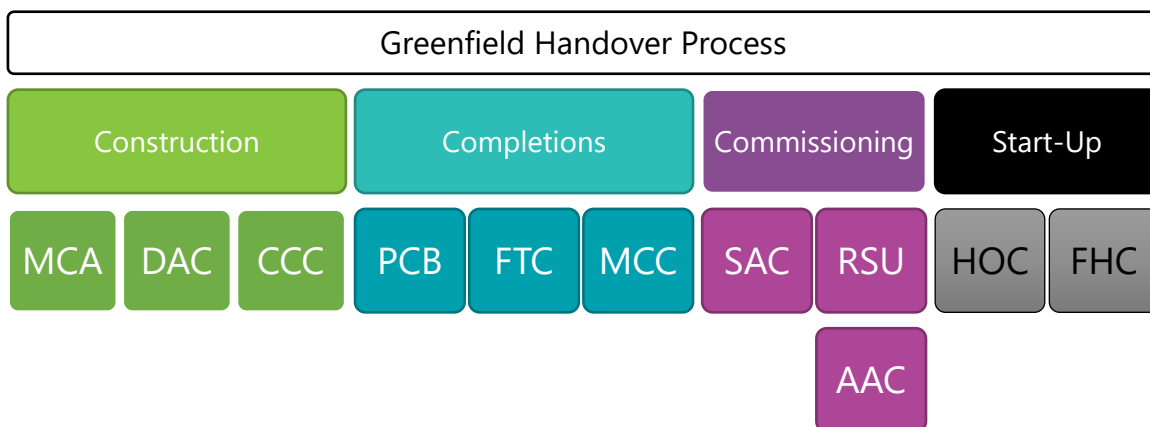 Greenfield Handover Process
Construction Completions Commissioning Start-Up
MCA DAC CCC PCB FTC MCC SAC RSU HOC FHC
AAC